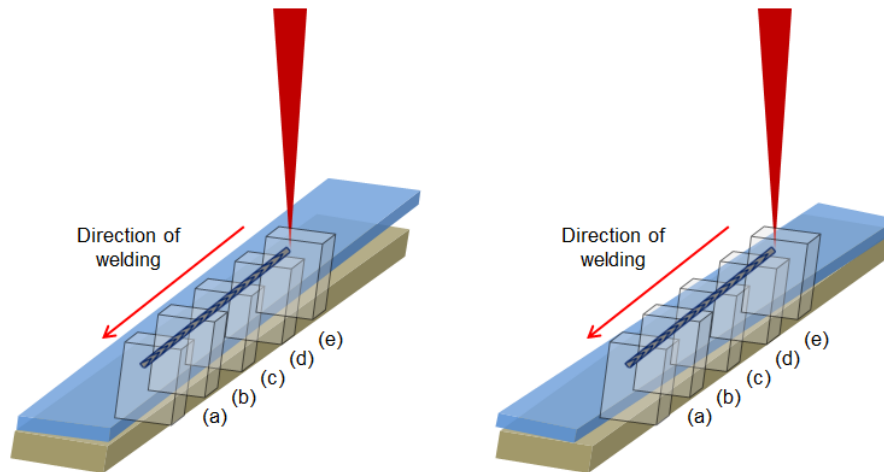 Direction of
welding
(a)
(b)
(c)
(d)
(e)
Direction of
welding
(a)
(b)
(c)
(d)
(e)